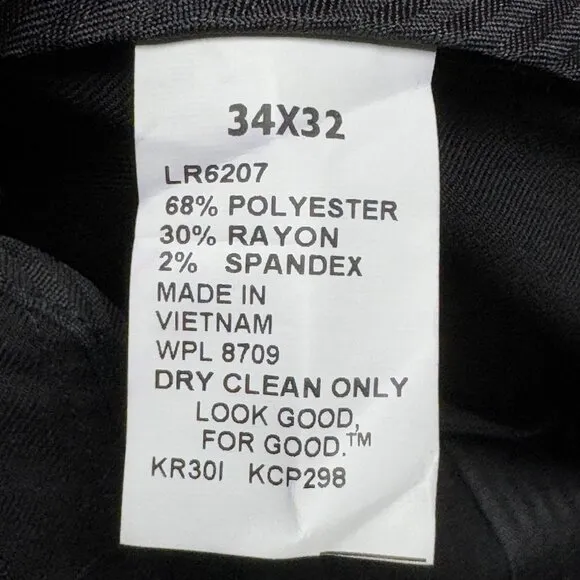 34X32
LR6207
68% POLYESTER
30% RAYON
2% SPANDEX
MADE IN
VIETNAM
WPL 8709
DRY CLEAN ONLY
LOOK GOOD,
FOR GOOD.™
KR30I KCP298